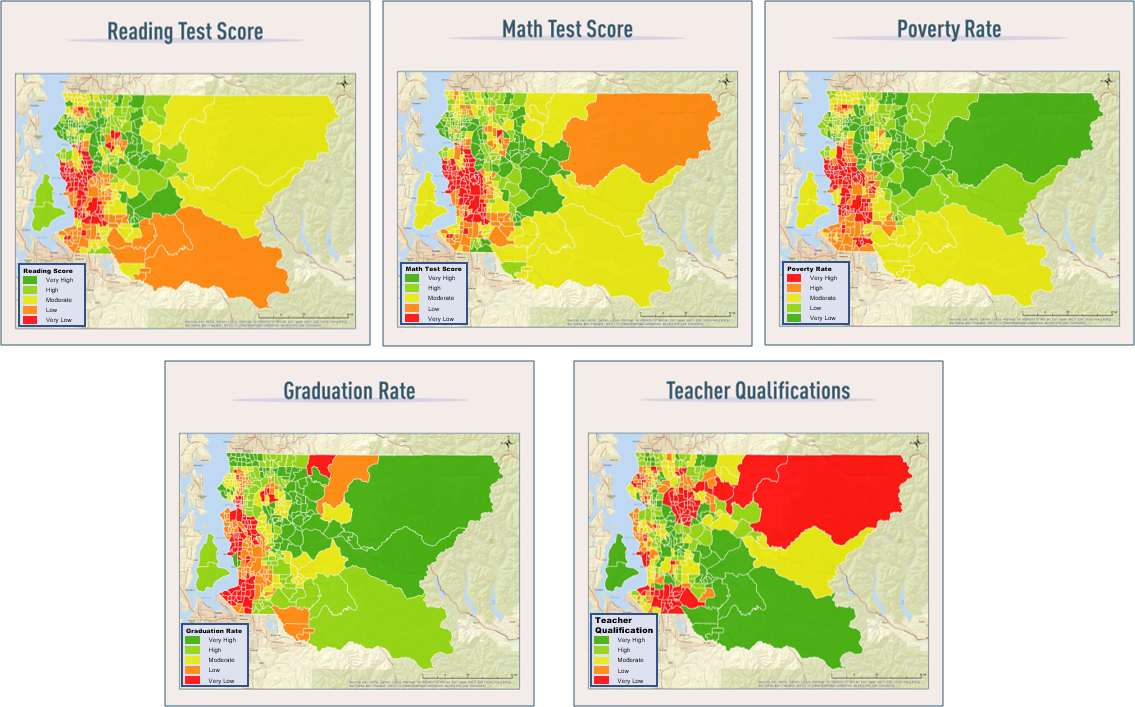 Reading Test Score
Math Test Score
Poverty Rate
Reading Score
Very High
High
Moderate
Low
Very Low
Math Test Score
Very High
High
Moderate
Low
Very Low
Poverty Rate
Very High
High
Moderate
Low
Very Low
Graduation Rate
Teacher Qualifications
Graduation Rate
Very High
High
Moderate
Low
Very Low
Teacher
Qualification
Very High
High
Moderate
Low
Very Low